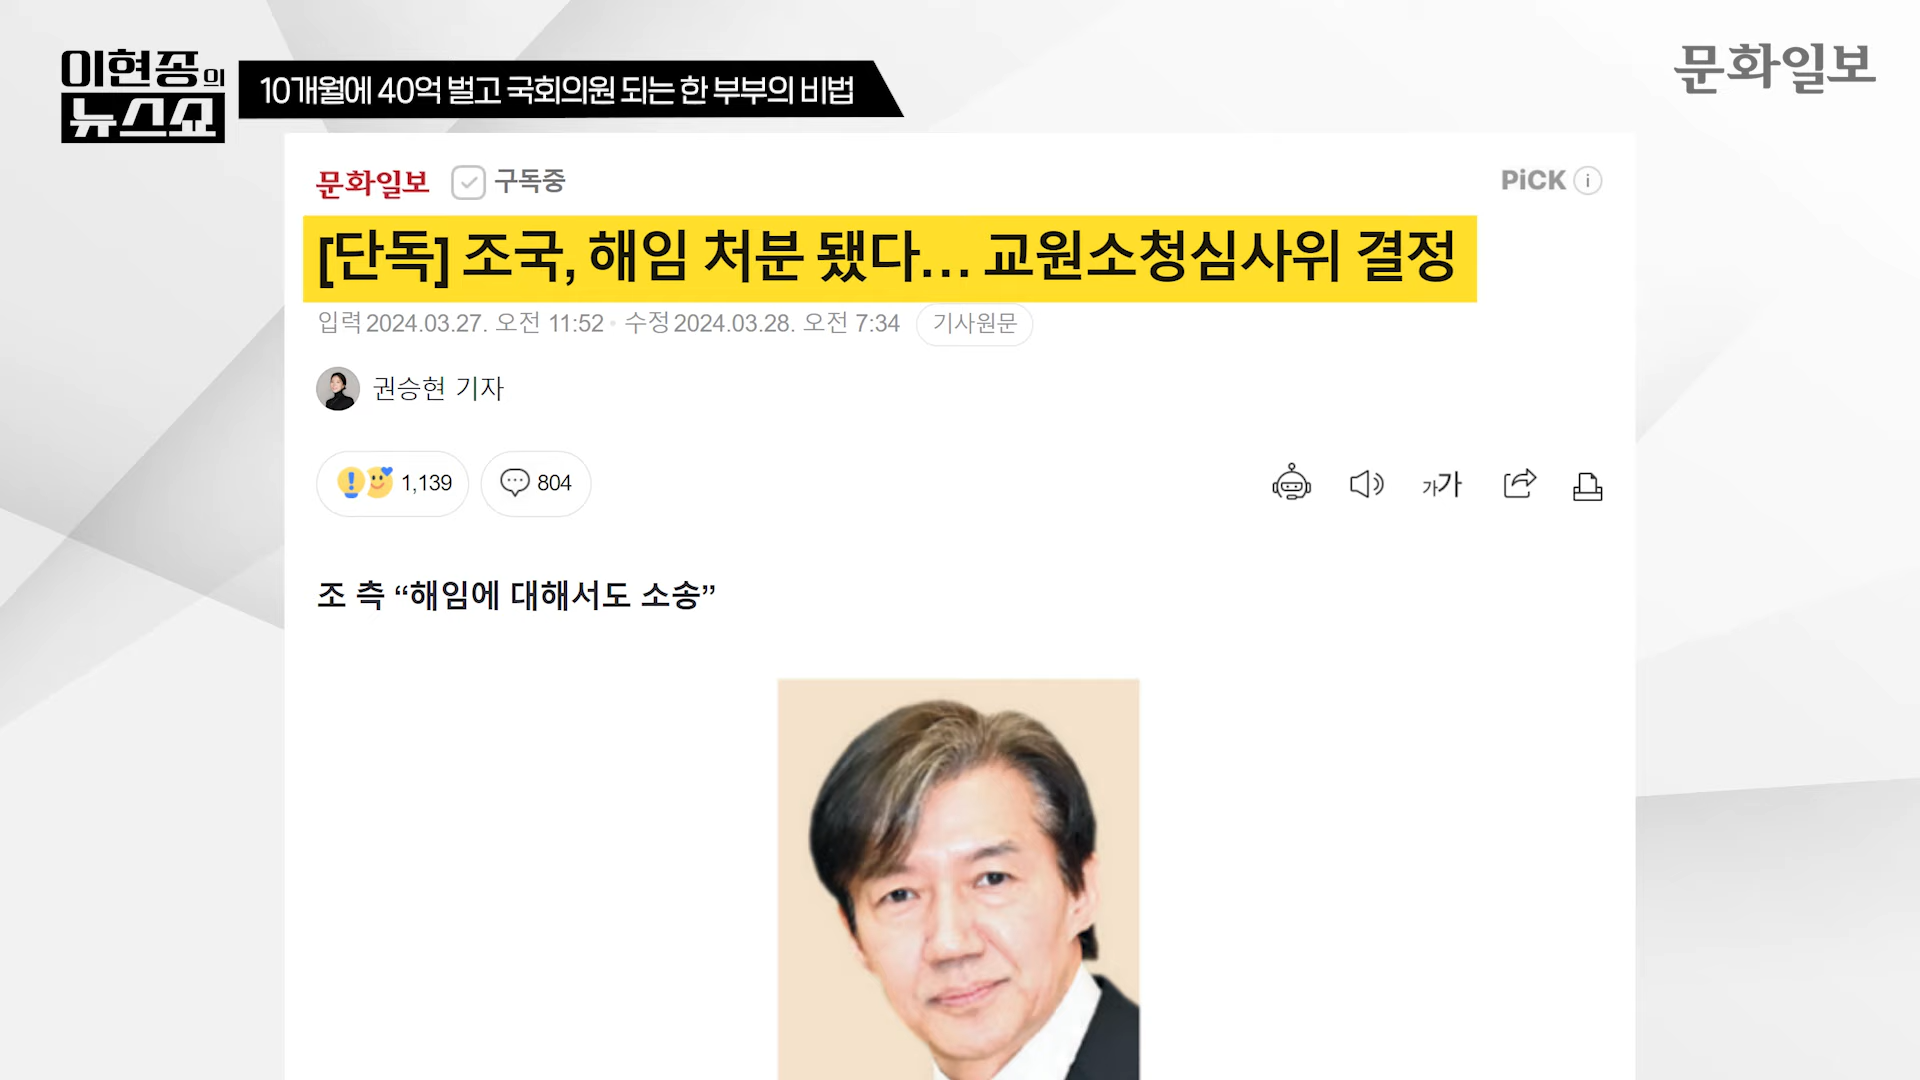 이현종의
뉴스쇼
10개월에 40억 벌고 국회의원 되는 한 부부의 비법
문화일보
문화일보 구독중
PiCK i
[단독] 조국, 해임 처분 됐다… 교원소청심사위 결정
입력 2024.03.27. 오전 11:52 · 수정 2024.03.28. 오전 7:34 기사원문
권승현 기자
1,139 804
가가
조 측 “해임에 대해서도 소송”